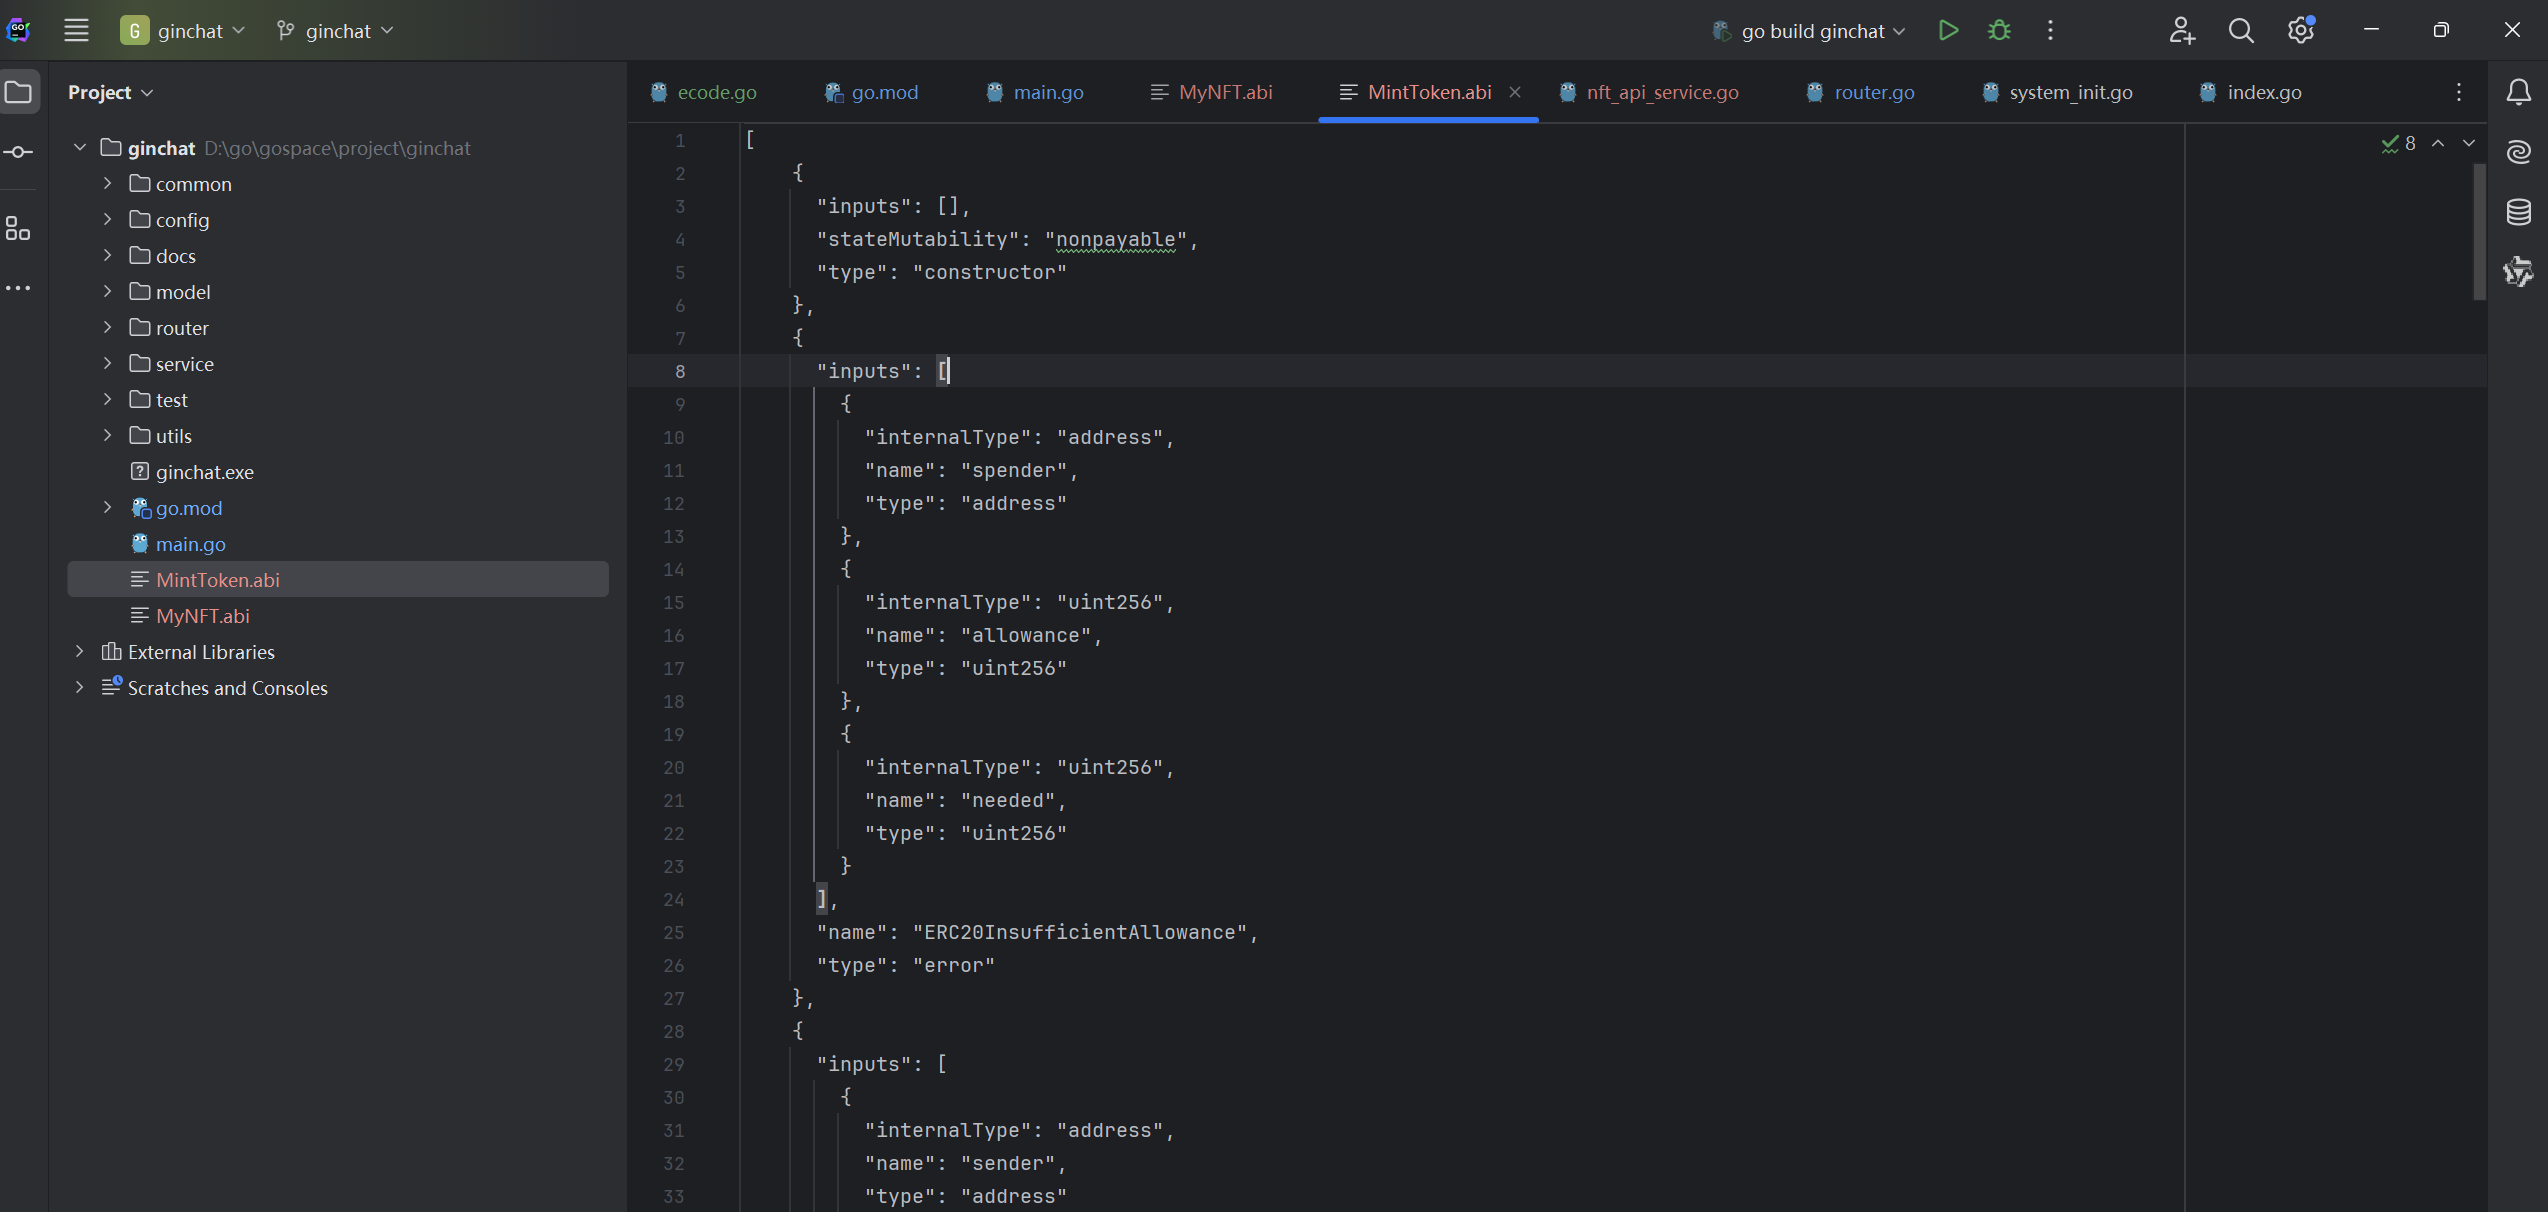 G ginchat ginchat go build ginchat
Project
ginchat D:\go\gospace\project\ginchat
common
config
docs
model
router
service
test
utils
ginchat.exe
go.mod
main.go
MintToken.abi
MyNFT.abi
External Libraries
Scratches and Consoles
ecode.go go.mod main.go MyNFT.abi MintToken.abi nft_api_service.go router.go system_init.go index.go
8
1 [
2 {
3 "inputs": [],
4 "stateMutability": "nonpayable",
5 "type": "constructor"
6 },
7 {
8 "inputs": [
9 {
10 "internalType": "address",
11 "name": "spender",
12 "type": "address"
13 },
14 {
15 "internalType": "uint256",
16 "name": "allowance",
17 "type": "uint256"
18 },
19 {
20 "internalType": "uint256",
21 "name": "needed",
22 "type": "uint256"
23 }
24 ],
25 "name": "ERC20InsufficientAllowance",
26 "type": "error"
27 },
28 {
29 "inputs": [
30 {
31 "internalType": "address",
32 "name": "sender",
33 "type": "address"